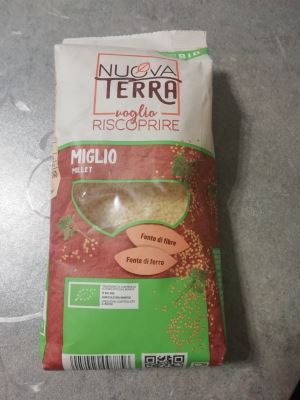 BIO
NUOVA
TERRA
voglio
RISCOPRIRE
MIGLIO
MILLET
Fonte di fibre
Fonte di ferro